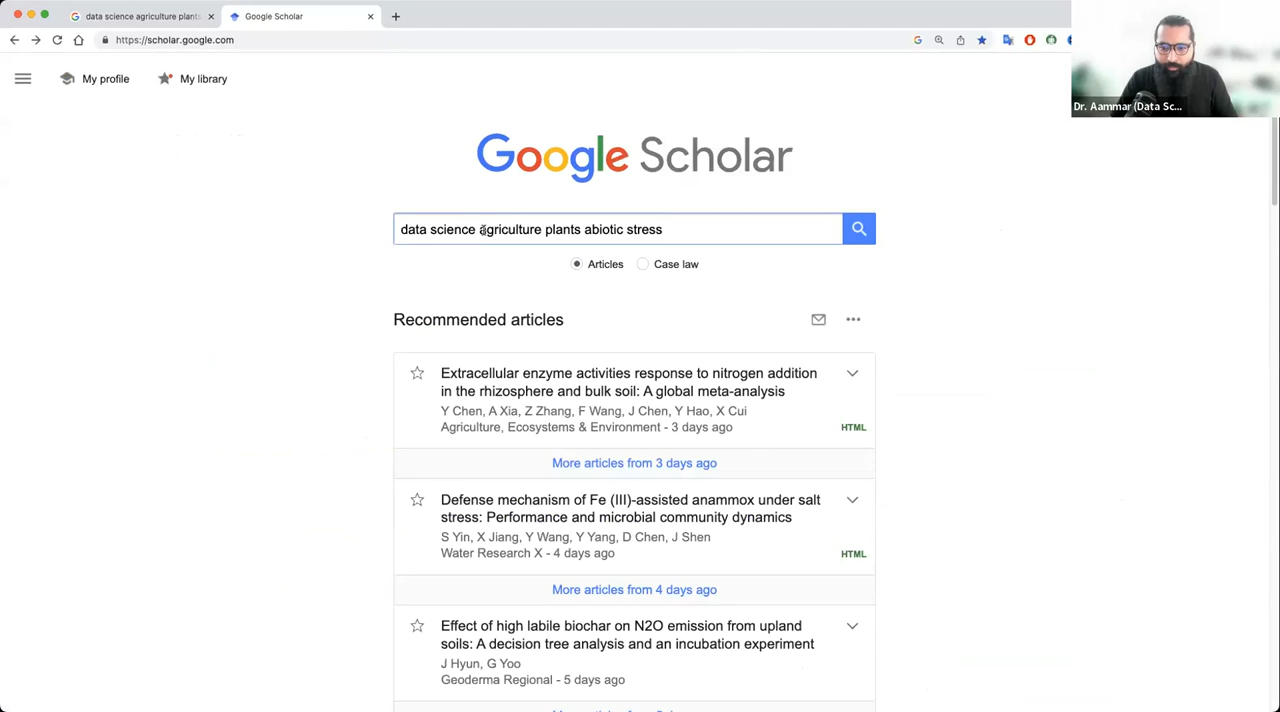 data science agriculture plants
Google Scholar
https://scholar.google.com
My profile
My library
Dr. Aammar (Data Sc...
Google Scholar
data science agriculture plants abiotic stress
Articles
Case law
Recommended articles
Extracellular enzyme activities response to nitrogen addition
in the rhizosphere and bulk soil: A global meta-analysis
Y Chen, A Xia, Z Zhang, F Wang, J Chen, Y Hao, X Cui
Agriculture, Ecosystems & Environment - 3 days ago
HTML
More articles from 3 days ago
Defense mechanism of Fe (III)-assisted anammox under salt
stress: Performance and microbial community dynamics
S Yin, X Jiang, Y Wang, Y Yang, D Chen, J Shen
Water Research X - 4 days ago
HTML
More articles from 4 days ago
Effect of high labile biochar on N2O emission from upland
soils: A decision tree analysis and an incubation experiment
J Hyun, G Yoo
Geoderma Regional - 5 days ago